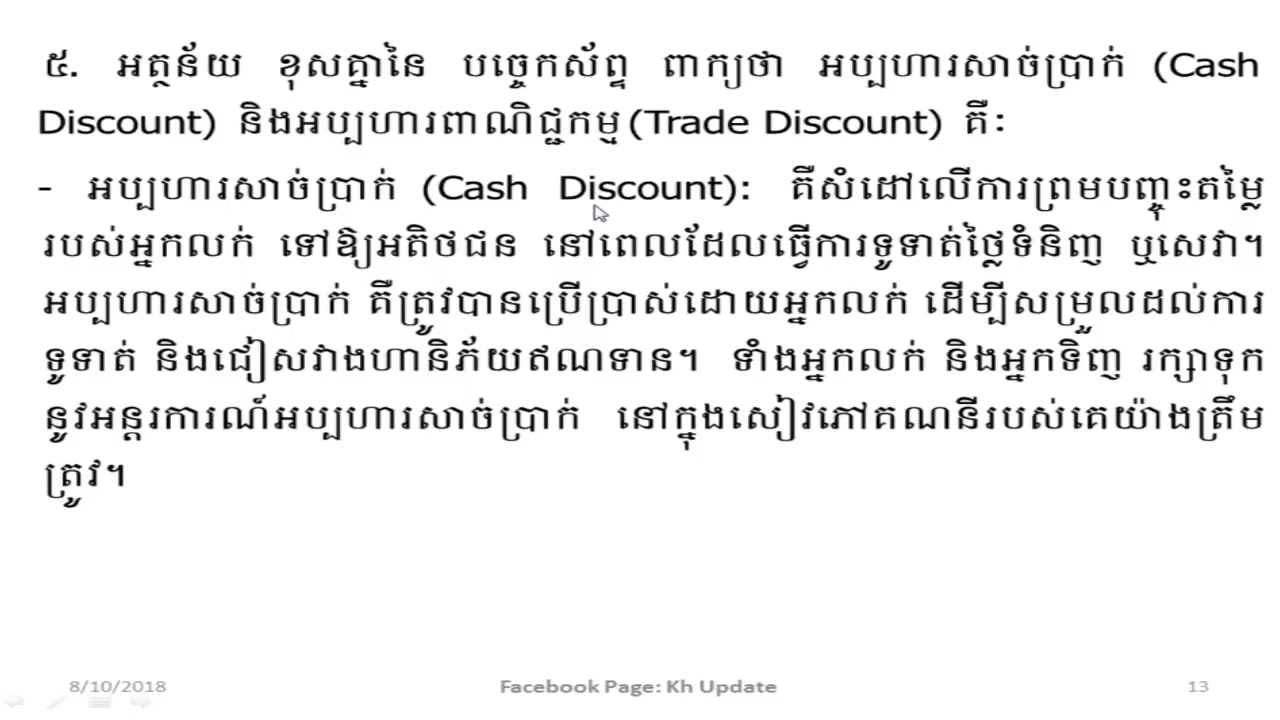 ៥. អត្ថន័យ ខុសគ្នានៃ បច្ចេកស័ព្ទ ពាក្យថា អប្បហារសាច់ប្រាក់ (Cash
Discount) និងអប្បហារពាណិជ្ជកម្ម(Trade Discount) គឺៈ
- អប្បហារសាច់ប្រាក់ (Cash Discount): គឺសំដៅលើការព្រមបញ្ចុះតម្លៃ
របស់អ្នកលក់ ទៅឱ្យអតិថជន នៅពេលដែលធ្វើការទូទាត់ថ្លៃទំនិញ ឬសេវា។
អប្បហារសាច់ប្រាក់ គឺត្រូវបានប្រើប្រាស់ដោយអ្នកលក់ ដើម្បីសម្រួលដល់ការ
ទូទាត់ និងជៀសវាងហានិភ័យឥណទាន។ ទាំងអ្នកលក់ និងអ្នកទិញ រក្សាទុក
នូវអន្តរការណ៍អប្បហារសាច់ប្រាក់ នៅក្នុងសៀវភៅគណនីរបស់គេយ៉ាងត្រឹម
ត្រូវ។
8/10/2018
Facebook Page: Kh Update
13